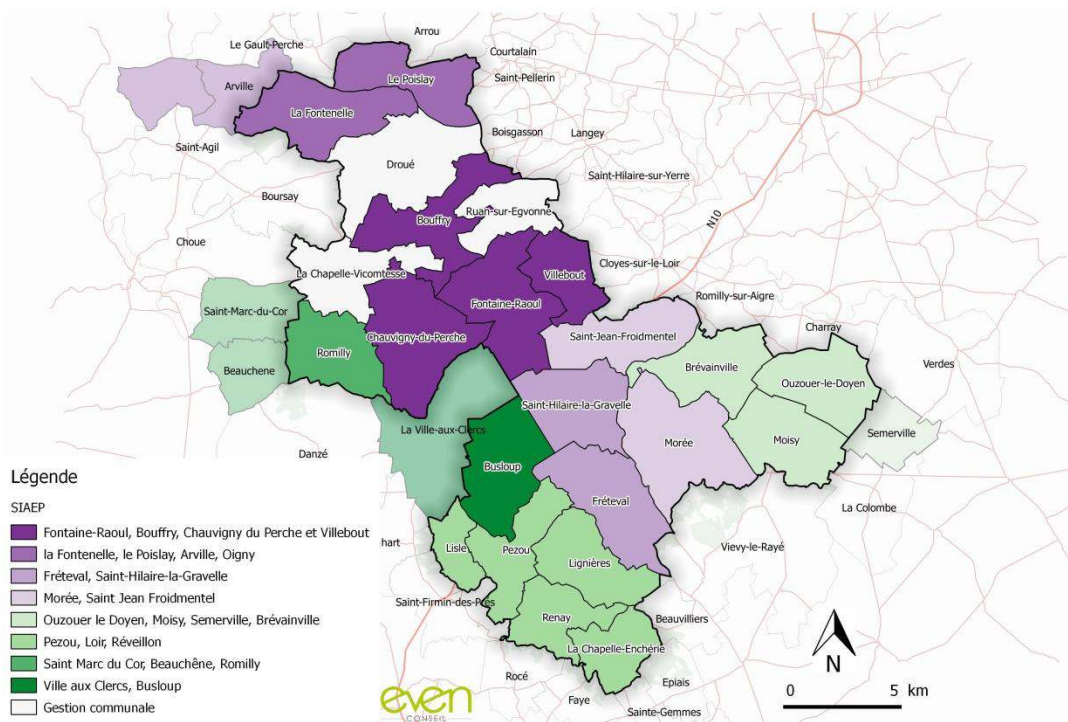 Arrou
Le Gault-Perche
Courtalain
Le Poislay
Saint-Pellerin
Arville
La Fontenelle
Boisgasson
Langey
Saint-Agil
Droué
Saint-Hilaire-sur-Yerre
Boursay
Ruan-sur-Egvonne
Bouffry
N10
Choue
La Chapelle-Vicomtesse
Villebout
Cloyes-sur-le-Loir
Fontaine-Raoul
Romilly-sur-Aigre
Saint-Marc-du-Cor
Chauvigny-du-Perche
Saint-Jean-Froidmentel
Charray
Romilly
Verdes
Beauchene
Brévainville
Ouzouer-le-Doyen
Saint-Hilaire-la-Gravelle
La Ville-aux-Clercs
Morée
Moisy
Semerville
Danzé
Busloup
Fréteval
La Colombe
hart
Lisle
Pezou
Vievy-le-Rayé
Lignières
Saint-Firmin-des-Prés
Renay
Beauvilliers
La Chapelle-Enchérie
Rocé
Epiais
Faye
Sainte-Gemmes
Légende
SIAEP
Fontaine-Raoul, Bouffry, Chauvigny du Perche et Villebout
la Fontenelle, le Poislay, Arville, Oigny
Fréteval, Saint-Hilaire-la-Gravelle
Morée, Saint Jean Froidmentel
Ouzouer le Doyen, Moisy, Semerville, Brévainville
Pezou, Loir, Réveillon
Saint Marc du Cor, Beauchêne, Romilly
Ville aux Clercs, Busloup
Gestion communale
even
CONSEIL
N
0 5 km